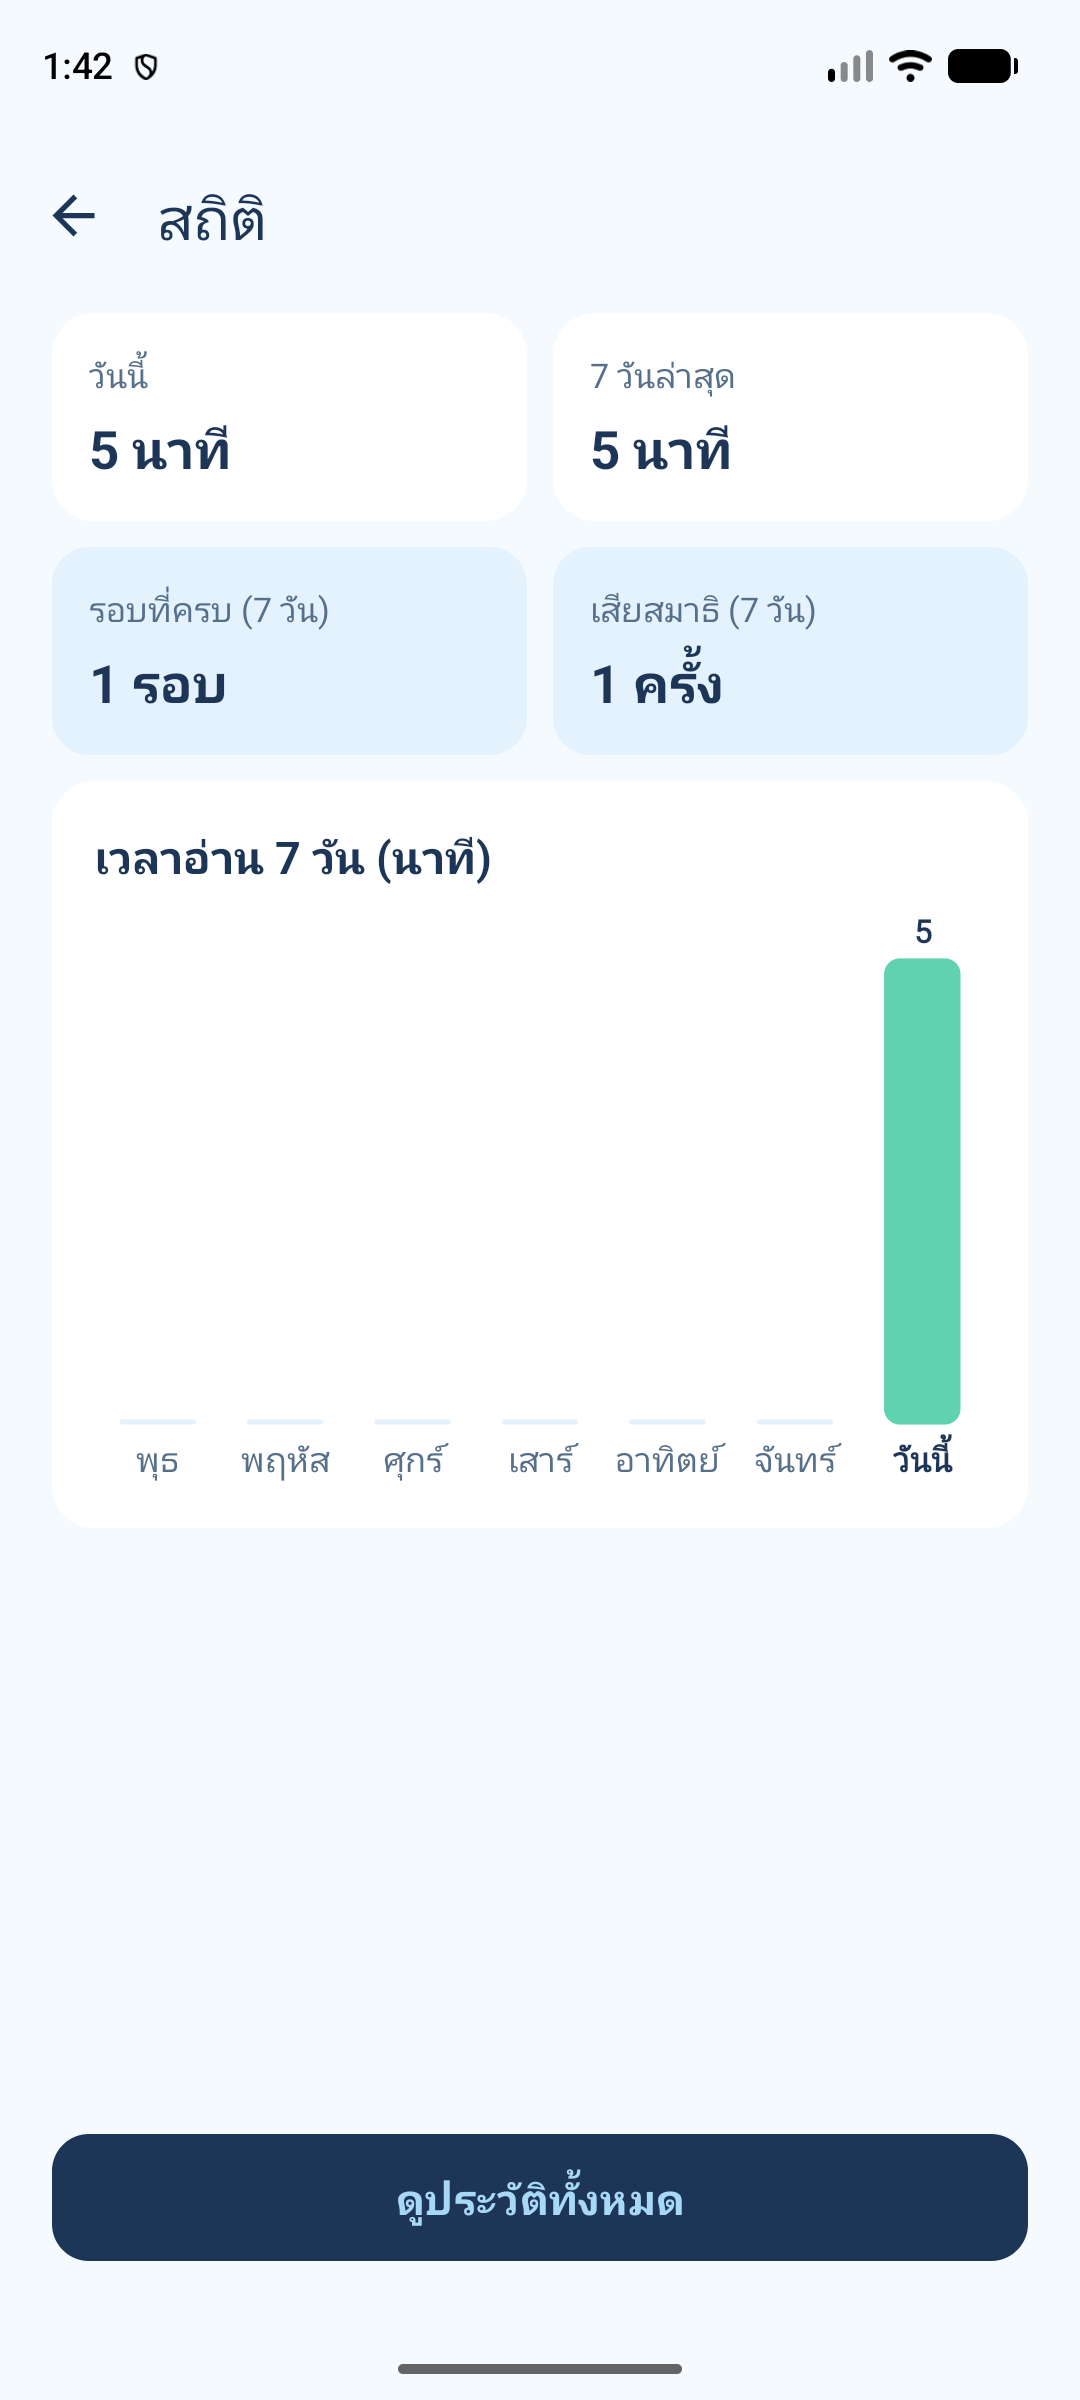 1:42
สถิติ
วันนี้
5 นาที
7 วันล่าสุด
5 นาที
รอบที่ครบ (7 วัน)
1 รอบ
เสียสมาธิ (7 วัน)
1 ครั้ง
เวลาอ่าน 7 วัน (นาที)
5
พุธ พฤหัส ศุกร์ เสาร์ อาทิตย์ จันทร์ วันนี้
ดูประวัติทั้งหมด